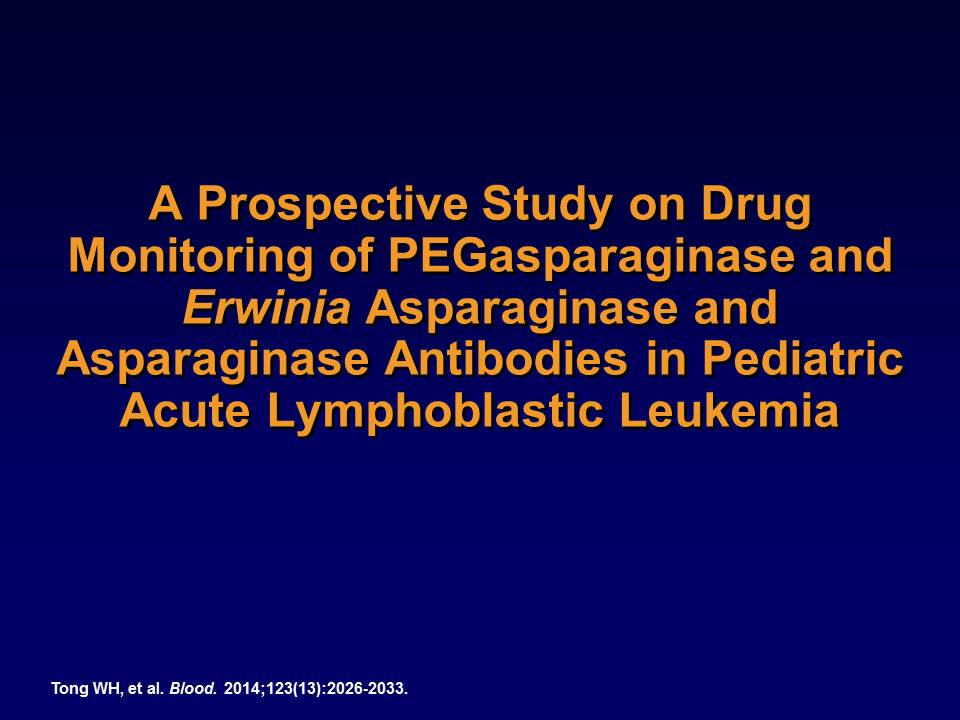 A Prospective Study on Drug
Monitoring of PEGasparaginase and
Erwinia Asparaginase and
Asparaginase Antibodies in Pediatric
Acute Lymphoblastic Leukemia
Tong WH, et al. Blood. 2014;123(13):2026-2033.